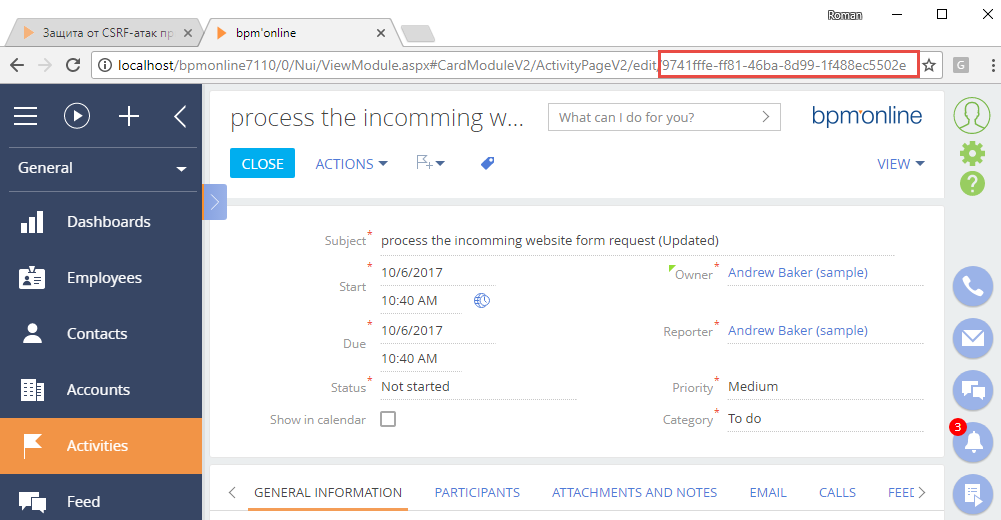 Roman
Защита от CSRF-атак пр
bpm'online
localhost/bpmonline7110/0/Nui/ViewModule.aspx#CardModuleV2/ActivityPageV2/edit/9741fffe-ff81-46ba-8d99-1f488ec5502e
G
process the incomming w...
What can I do for you?
bpm'online
CLOSE
ACTIONS
VIEW
?
General
Dashboards
Employees
Contacts
Accounts
Activities
Feed
Subject* process the incomming website form request (Updated)
Start* 10/6/2017
10:40 AM
Owner* Andrew Baker (sample)
Due* 10/6/2017
10:40 AM
Reporter* Andrew Baker (sample)
Status* Not started
Priority* Medium
Show in calendar
Category* To do
3
GENERAL INFORMATION
PARTICIPANTS
ATTACHMENTS AND NOTES
EMAIL
CALLS
FEED